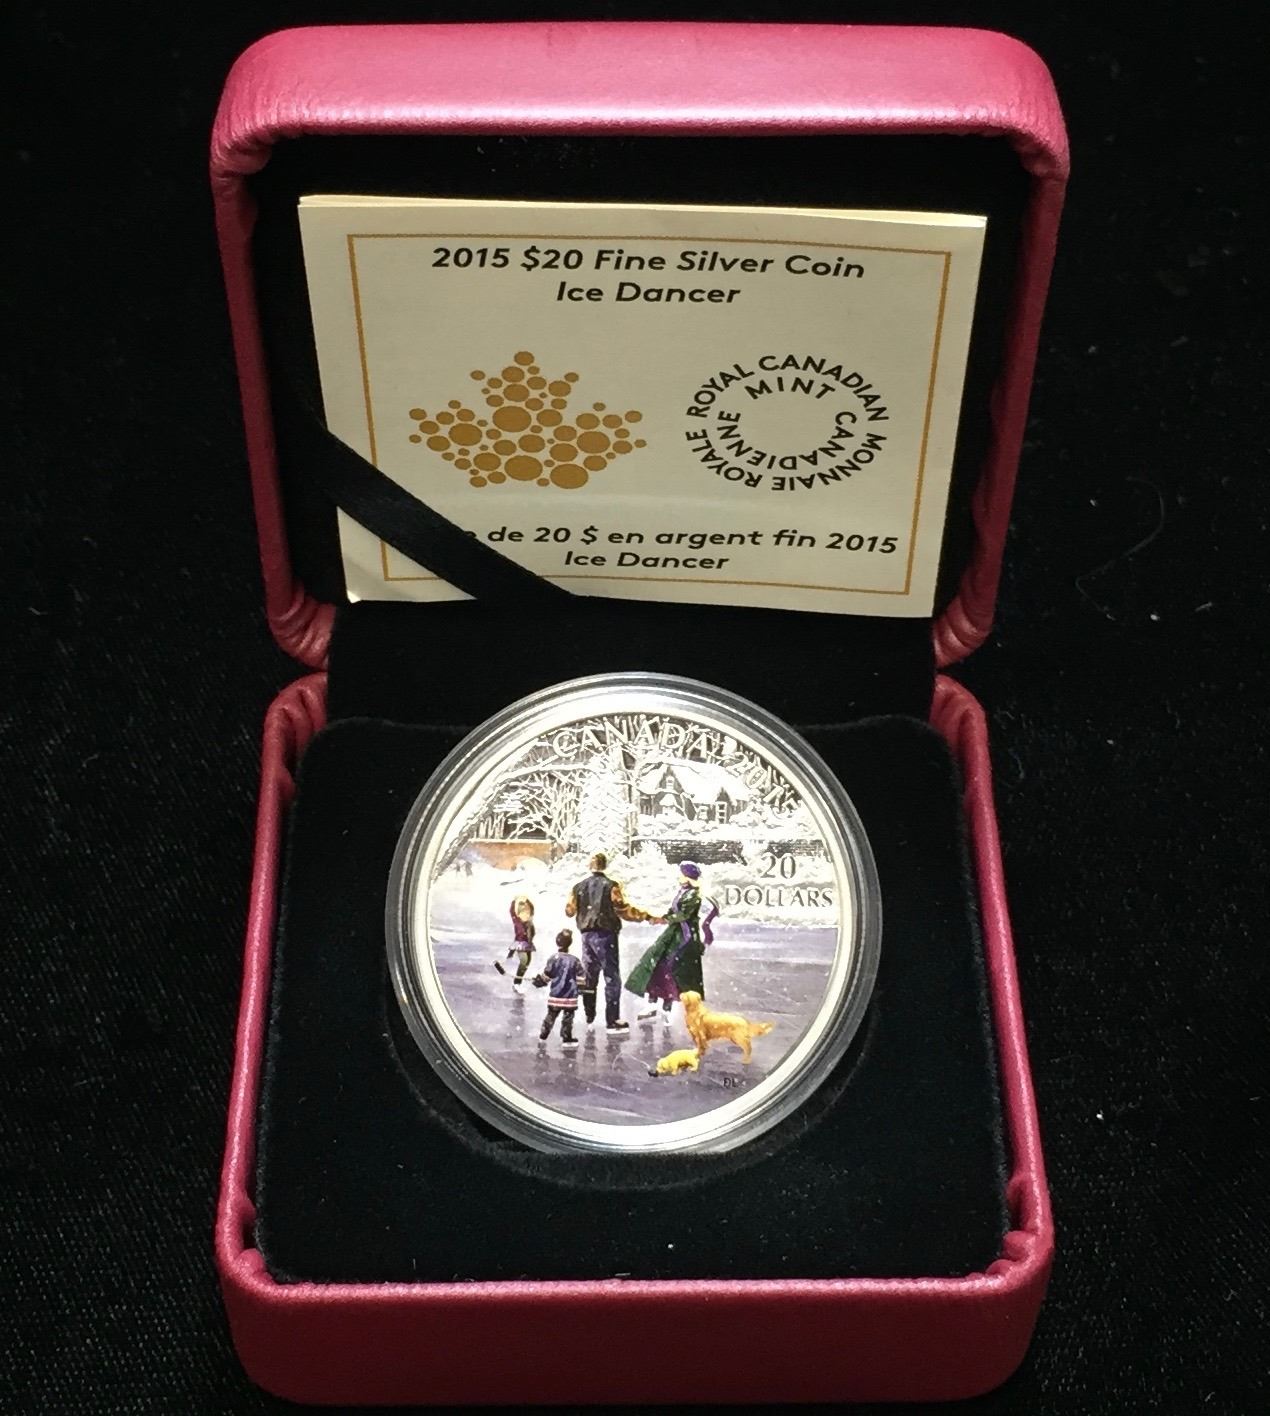 2015 $20 Fine Silver Coin
Ice Dancer
ROYAL CANADIAN MINT
MONNAIE ROYALE CANADIENNE
de 20 $ en argent fin 2015
Ice Dancer
CANADA 2015
20
DOLLARS
DL